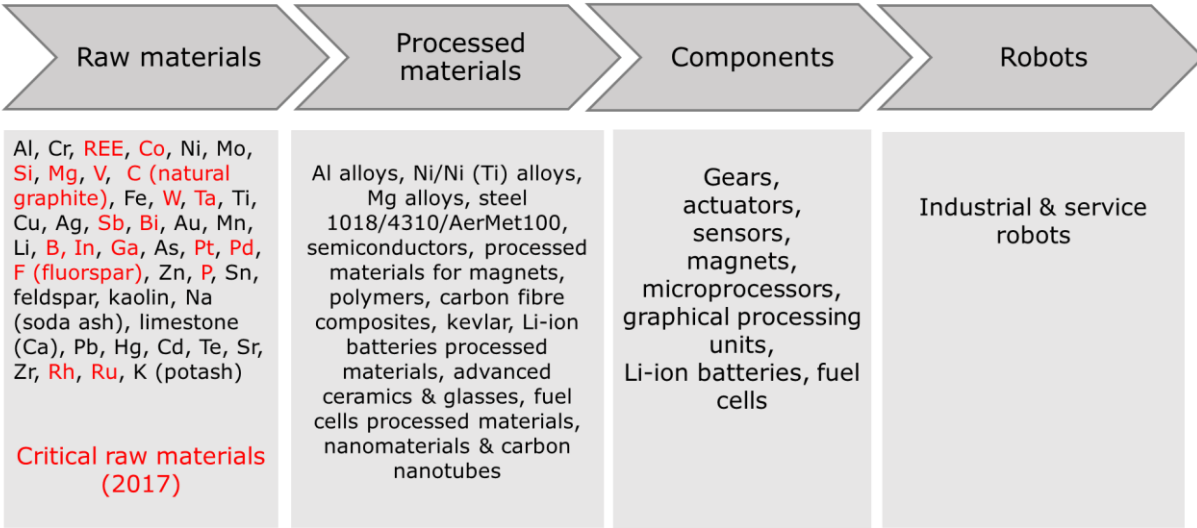 Raw materials
Processed
materials
Components
Robots
Al, Cr, REE, Co, Ni, Mo,
Si, Mg, V, C (natural
graphite), Fe, W, Ta, Ti,
Cu, Ag, Sb, Bi, Au, Mn,
Li, B, In, Ga, As, Pt, Pd,
F (fluorspar), Zn, P, Sn,
feldspar, kaolin, Na
(soda ash), limestone
(Ca), Pb, Hg, Cd, Te, Sr,
Zr, Rh, Ru, K (potash)
Critical raw materials
(2017)
Al alloys, Ni/Ni (Ti) alloys,
Mg alloys, steel
1018/4310/AerMet100,
semiconductors, processed
materials for magnets,
polymers, carbon fibre
composites, kevlar, Li-ion
batteries processed
materials, advanced
ceramics & glasses, fuel
cells processed materials,
nanomaterials & carbon
nanotubes
Gears,
actuators,
sensors,
magnets,
microprocessors,
graphical processing
units,
Li-ion batteries, fuel
cells
Industrial & service
robots